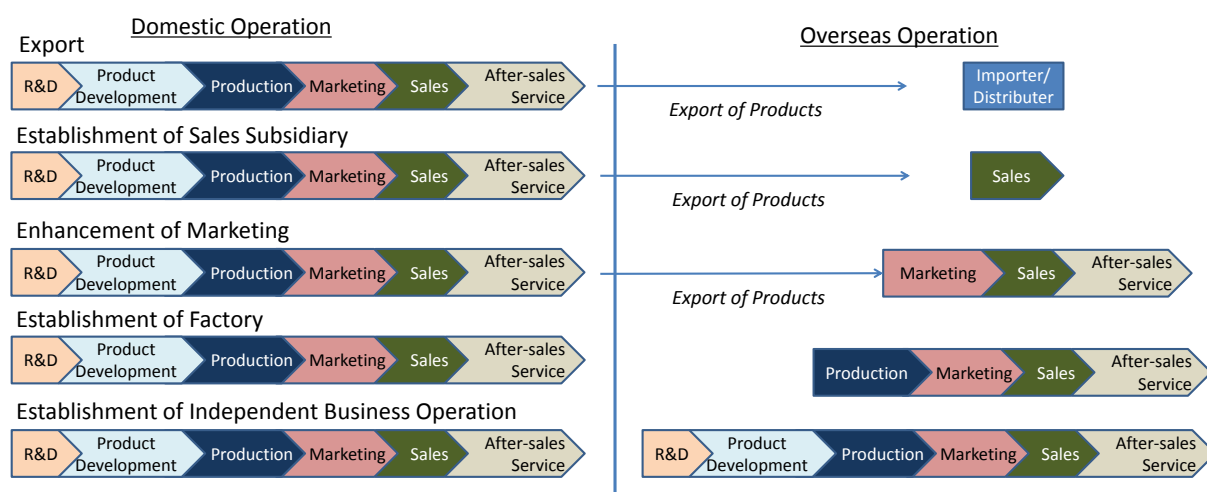 Domestic Operation
Overseas Operation
Export
R&D
Product
Development
Production
Marketing
Sales
After-sales
Service
Export of Products
Importer/
Distributer
Establishment of Sales Subsidiary
R&D
Product
Development
Production
Marketing
Sales
After-sales
Service
Export of Products
Sales
Enhancement of Marketing
R&D
Product
Development
Production
Marketing
Sales
After-sales
Service
Export of Products
Marketing
Sales
After-sales
Service
Establishment of Factory
R&D
Product
Development
Production
Marketing
Sales
After-sales
Service
Production
Marketing
Sales
After-sales
Service
Establishment of Independent Business Operation
R&D
Product
Development
Production
Marketing
Sales
After-sales
Service
R&D
Product
Development
Production
Marketing
Sales
After-sales
Service